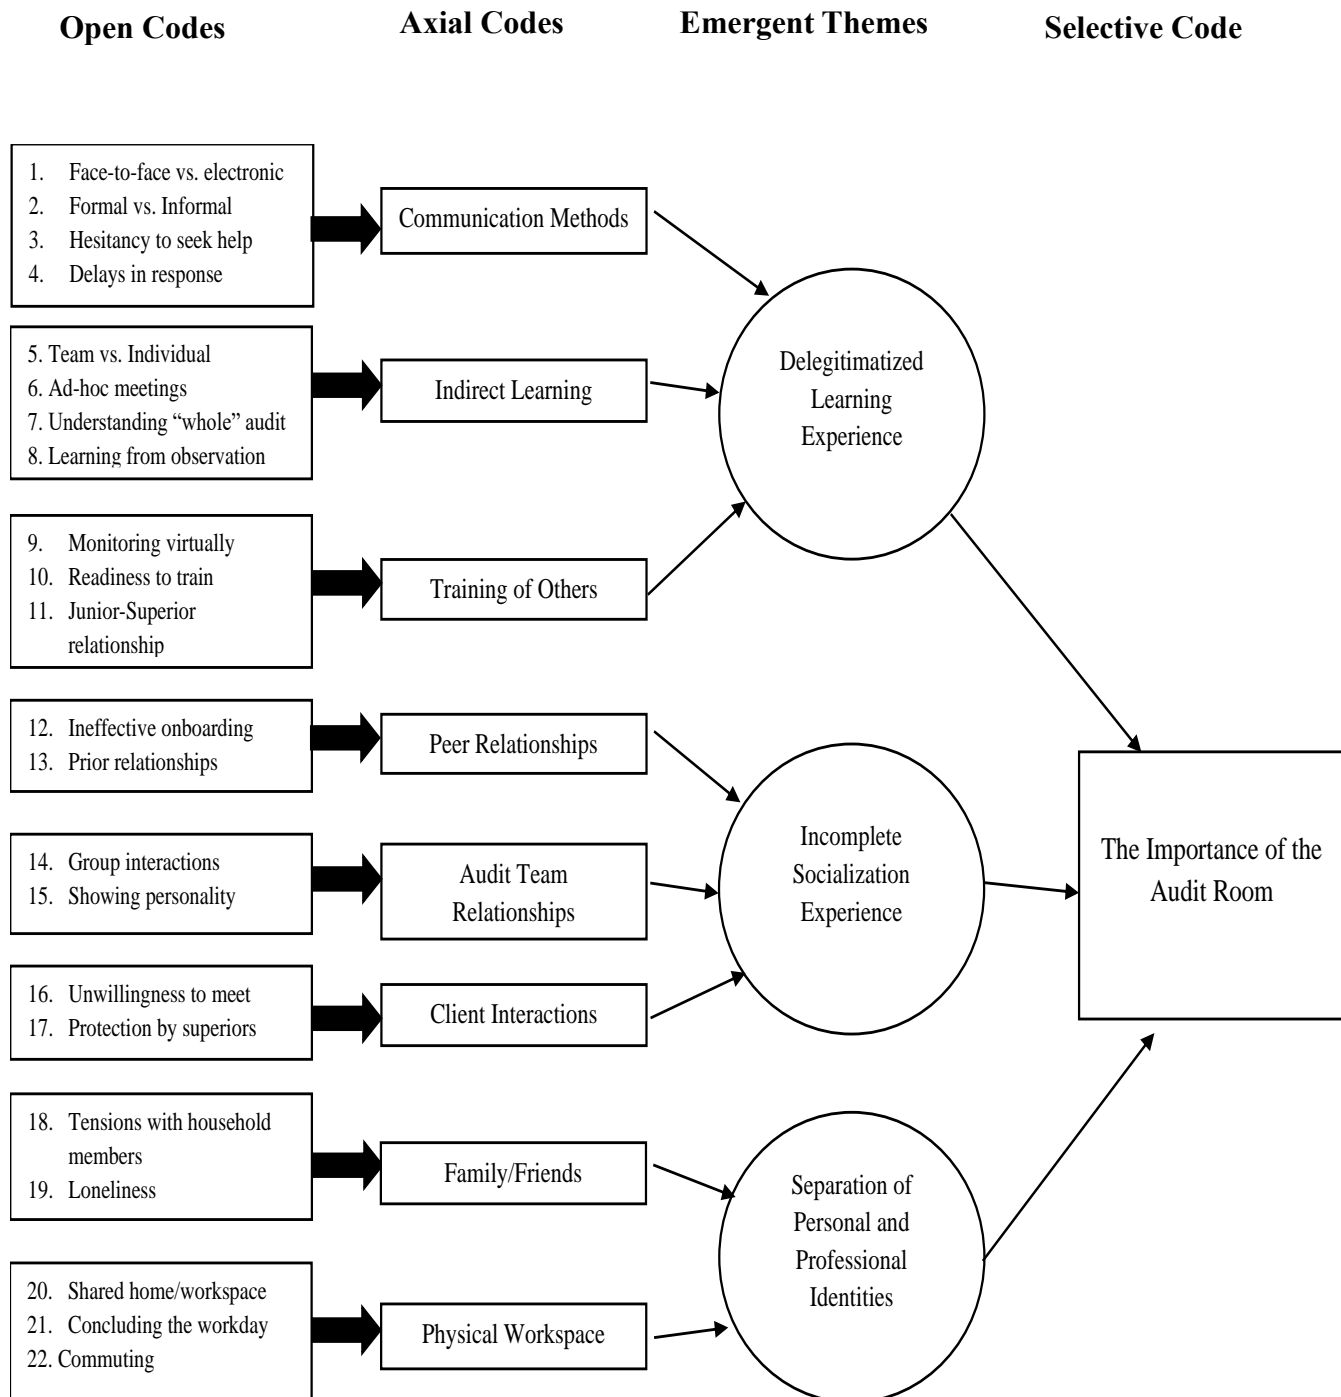 Open Codes
Axial Codes
Emergent Themes
Selective Code
1. Face-to-face vs. electronic
2. Formal vs. Informal
3. Hesitancy to seek help
4. Delays in response
Communication Methods
5. Team vs. Individual
6. Ad-hoc meetings
7. Understanding “whole” audit
8. Learning from observation
Indirect Learning
Delegitimatized
Learning
Experience
9. Monitoring virtually
10. Readiness to train
11. Junior-Superior
relationship
Training of Others
12. Ineffective onboarding
13. Prior relationships
Peer Relationships
14. Group interactions
15. Showing personality
Audit Team
Relationships
Incomplete
Socialization
Experience
The Importance of the
Audit Room
16. Unwillingness to meet
17. Protection by superiors
Client Interactions
18. Tensions with household
members
19. Loneliness
Family/Friends
Separation of
Personal and
Professional
Identities
20. Shared home/workspace
21. Concluding the workday
22. Commuting
Physical Workspace